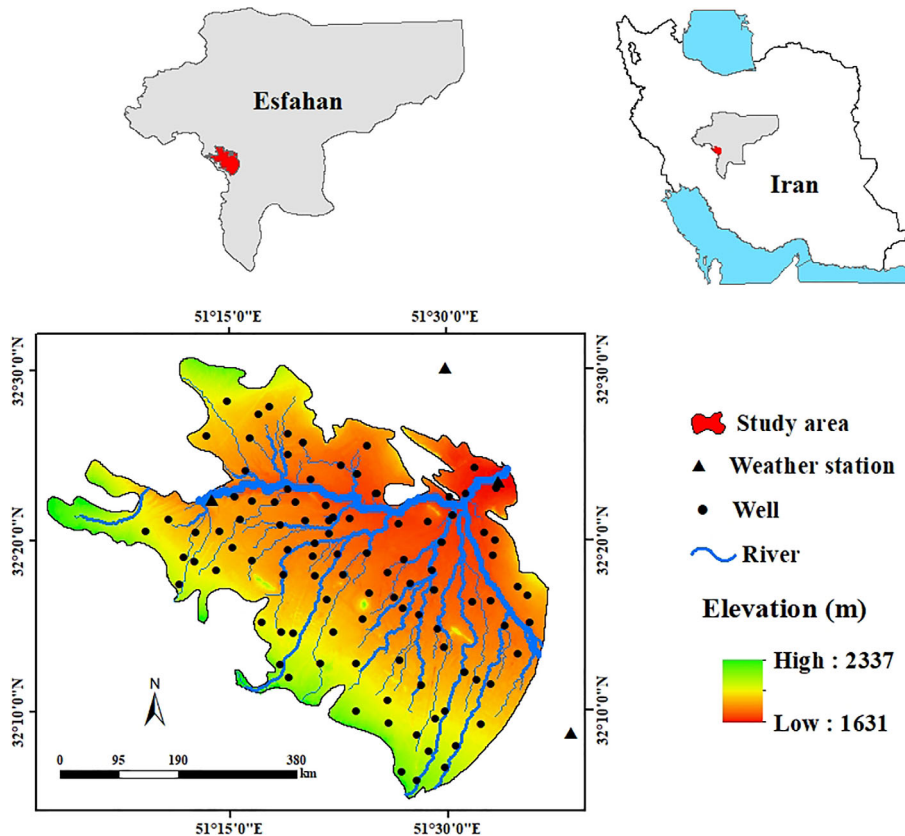 Esfahan
Iran
51°15'0"E
51°30'0"E
32°30'0"N
32°30'0"N
Study area
Weather station
Well
River
32°20'0"N
32°20'0"N
Elevation (m)
High : 2337
Low : 1631
N
32°10'0"N
32°10'0"N
0 95 190 380
km
51°15'0"E
51°30'0"E